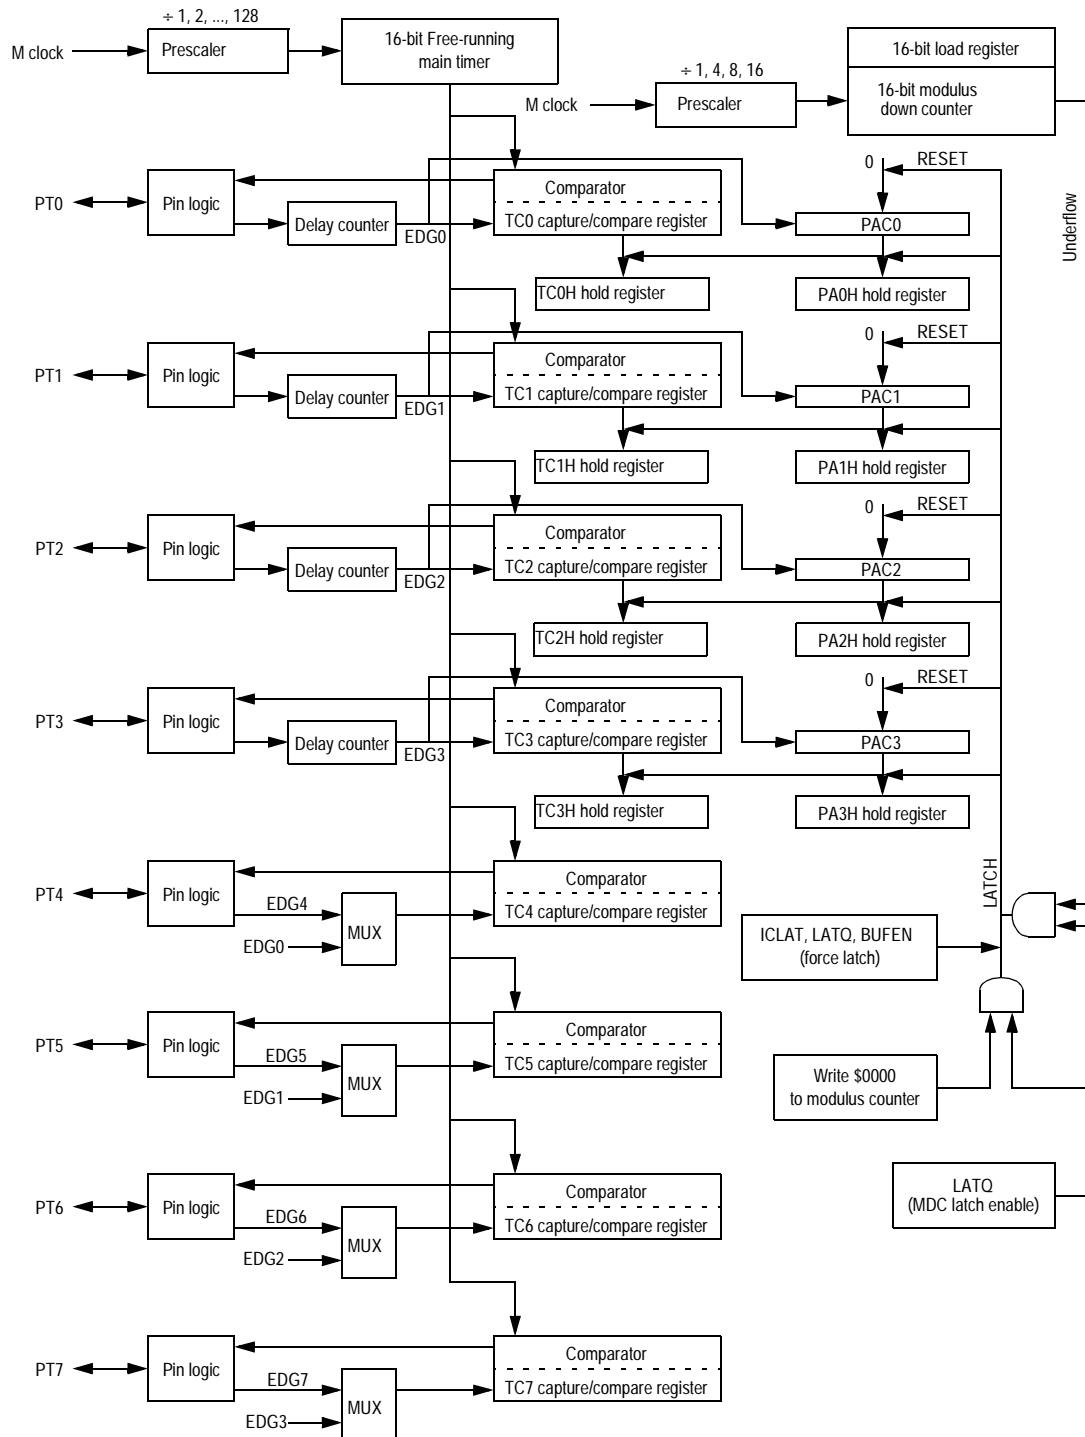 ÷ 1, 2, ..., 128
M clock
Prescaler
16-bit Free-running
main timer
÷ 1, 4, 8, 16
M clock
Prescaler
16-bit load register
16-bit modulus
down counter
Underflow
PT0
Pin logic
Delay counter
EDG0
Comparator
TC0 capture/compare register
TC0H hold register
0
RESET
PAC0
PA0H hold register
PT1
Pin logic
Delay counter
EDG1
Comparator
TC1 capture/compare register
TC1H hold register
0
RESET
PAC1
PA1H hold register
PT2
Pin logic
Delay counter
EDG2
Comparator
TC2 capture/compare register
TC2H hold register
0
RESET
PAC2
PA2H hold register
PT3
Pin logic
Delay counter
EDG3
Comparator
TC3 capture/compare register
TC3H hold register
0
RESET
PAC3
PA3H hold register
PT4
Pin logic
EDG4
EDG0
MUX
Comparator
TC4 capture/compare register
LATCH
ICLAT, LATQ, BUFEN
(force latch)
PT5
Pin logic
EDG5
EDG1
MUX
Comparator
TC5 capture/compare register
Write $0000
to modulus counter
PT6
Pin logic
EDG6
EDG2
MUX
Comparator
TC6 capture/compare register
LATQ
(MDC latch enable)
PT7
Pin logic
EDG7
EDG3
MUX
Comparator
TC7 capture/compare register